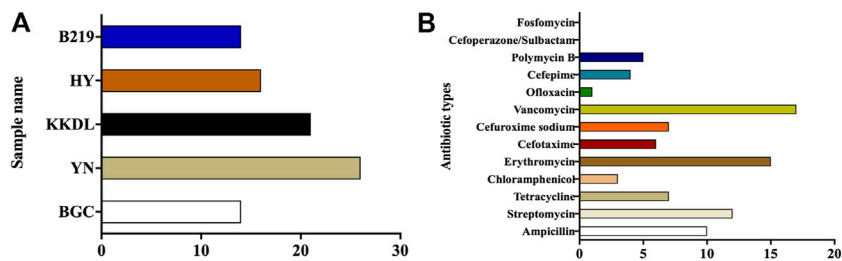 A
Sample name
B219
HY
KKDL
YN
BGC
0 10 20 30
B
Antibiotic types
Fosfomycin
Cefoperazone/Sulbactam
Polymycin B
Cefepime
Ofloxacin
Vancomycin
Cefuroxime sodium
Cefotaxime
Erythromycin
Chloramphenicol
Tetracycline
Streptomycin
Ampicillin
0 5 10 15 20